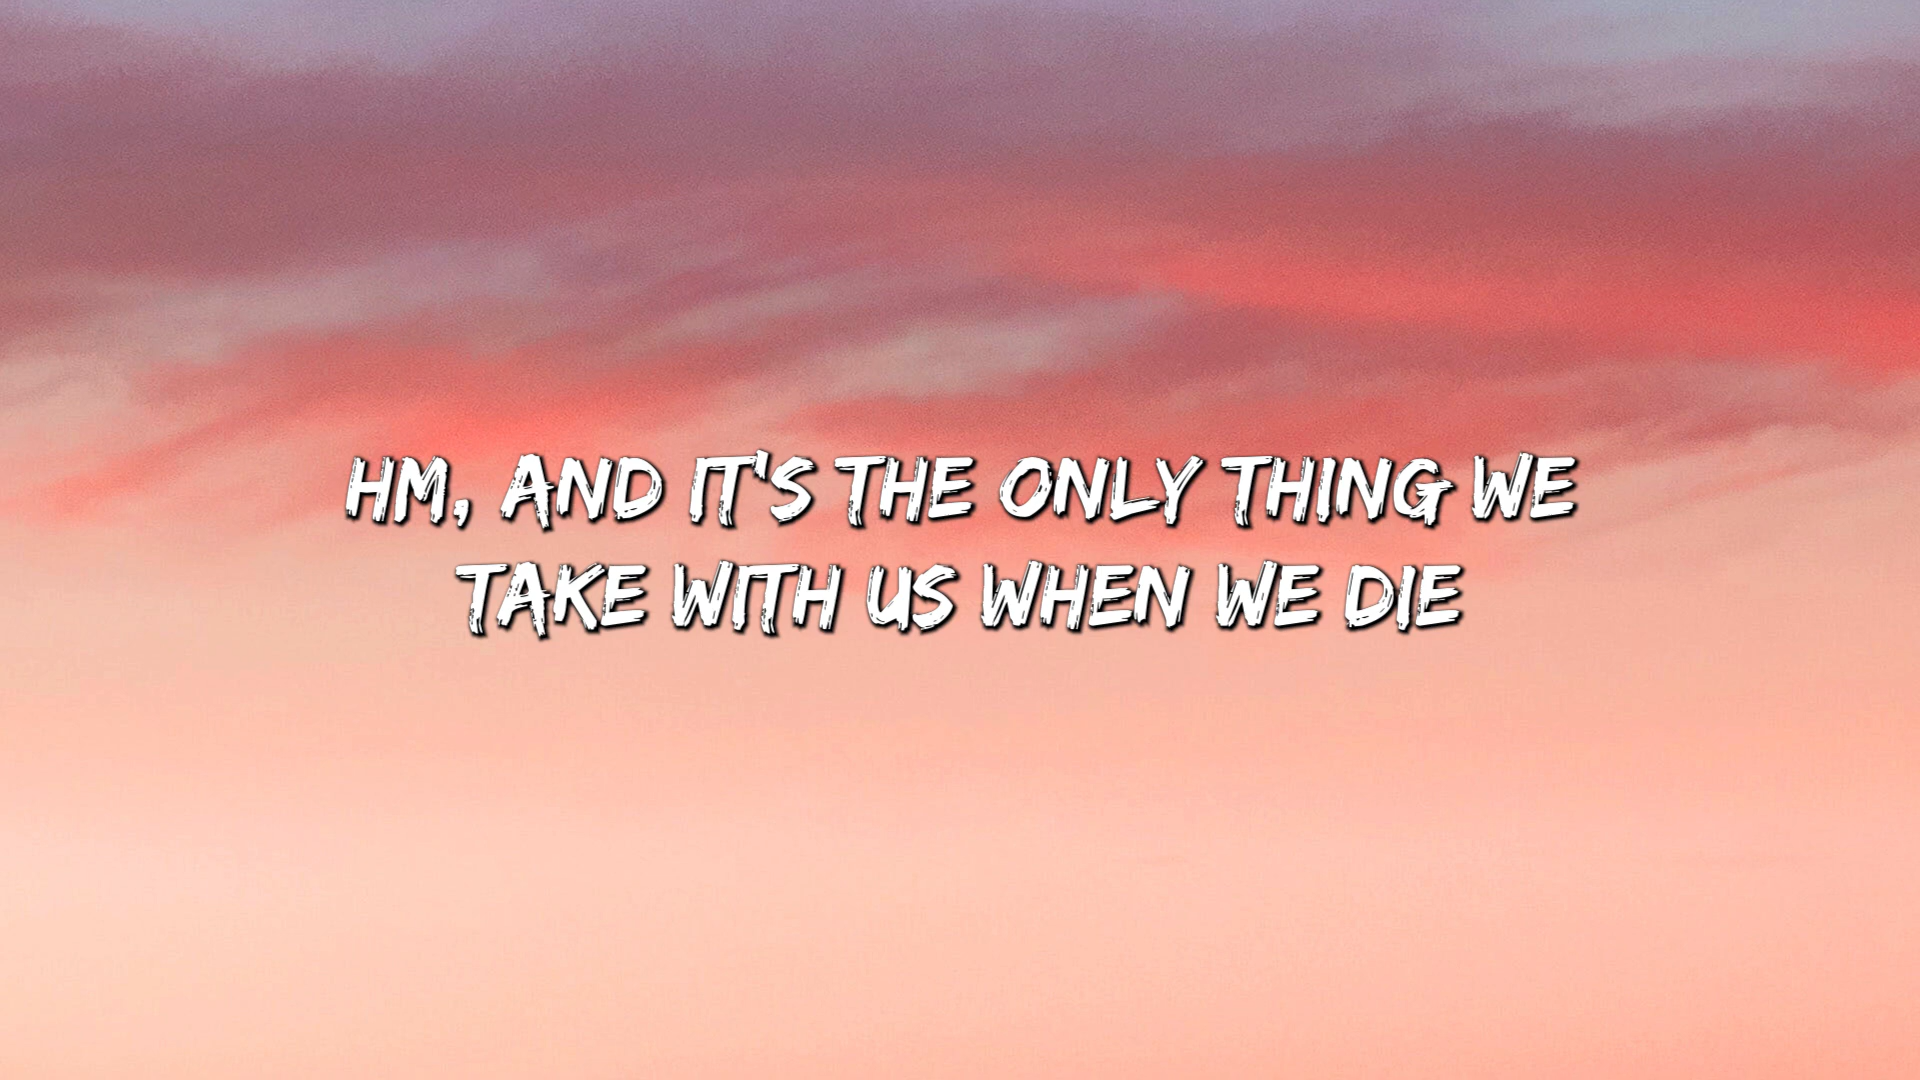 HM, AND IT'S THE ONLY THING WE
TAKE WITH US WHEN WE DIE